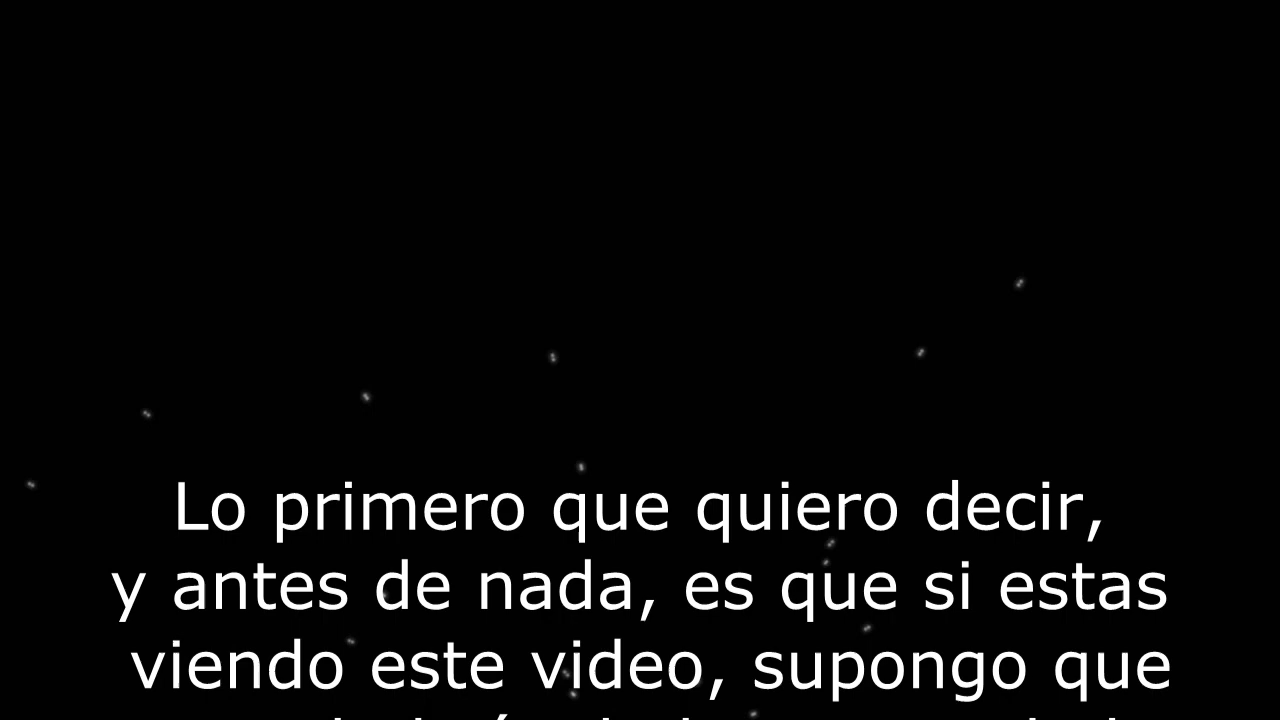 Lo primero que quiero decir,
y antes de nada, es que si estas
viendo este video, supongo que